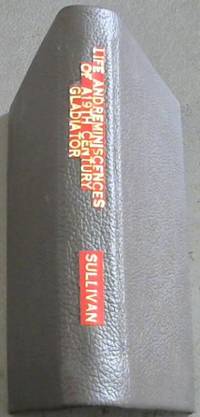 LIFE AND REMINISCENCES
OF A 19TH CENTURY
GLADIATOR
SULLIVAN